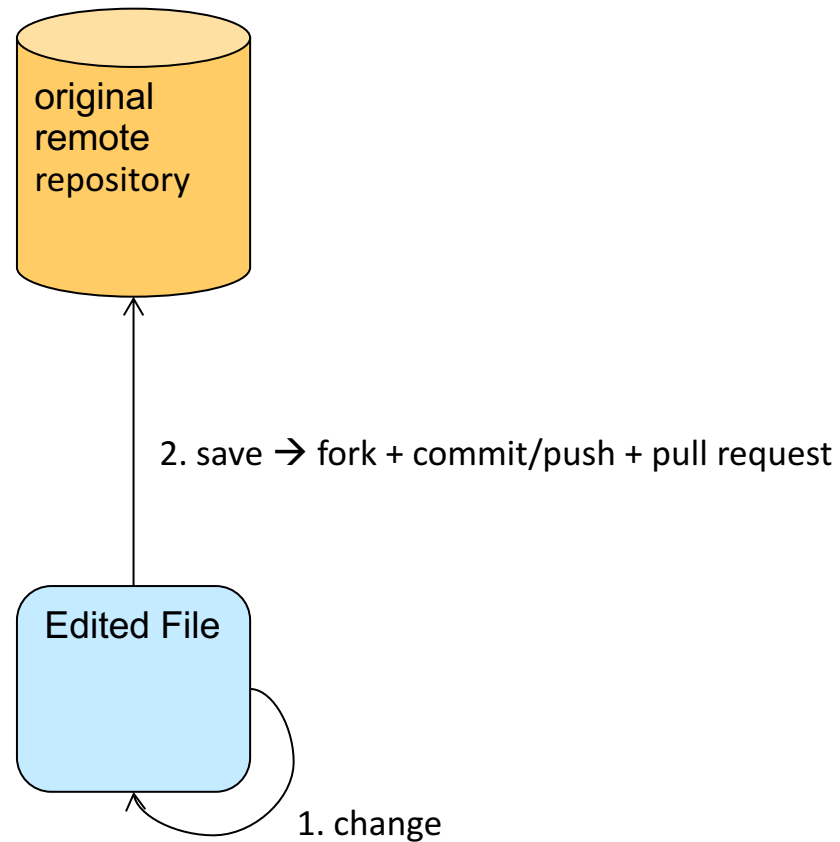 original
remote
repository
2. save → fork + commit/push + pull request
Edited File
1. change